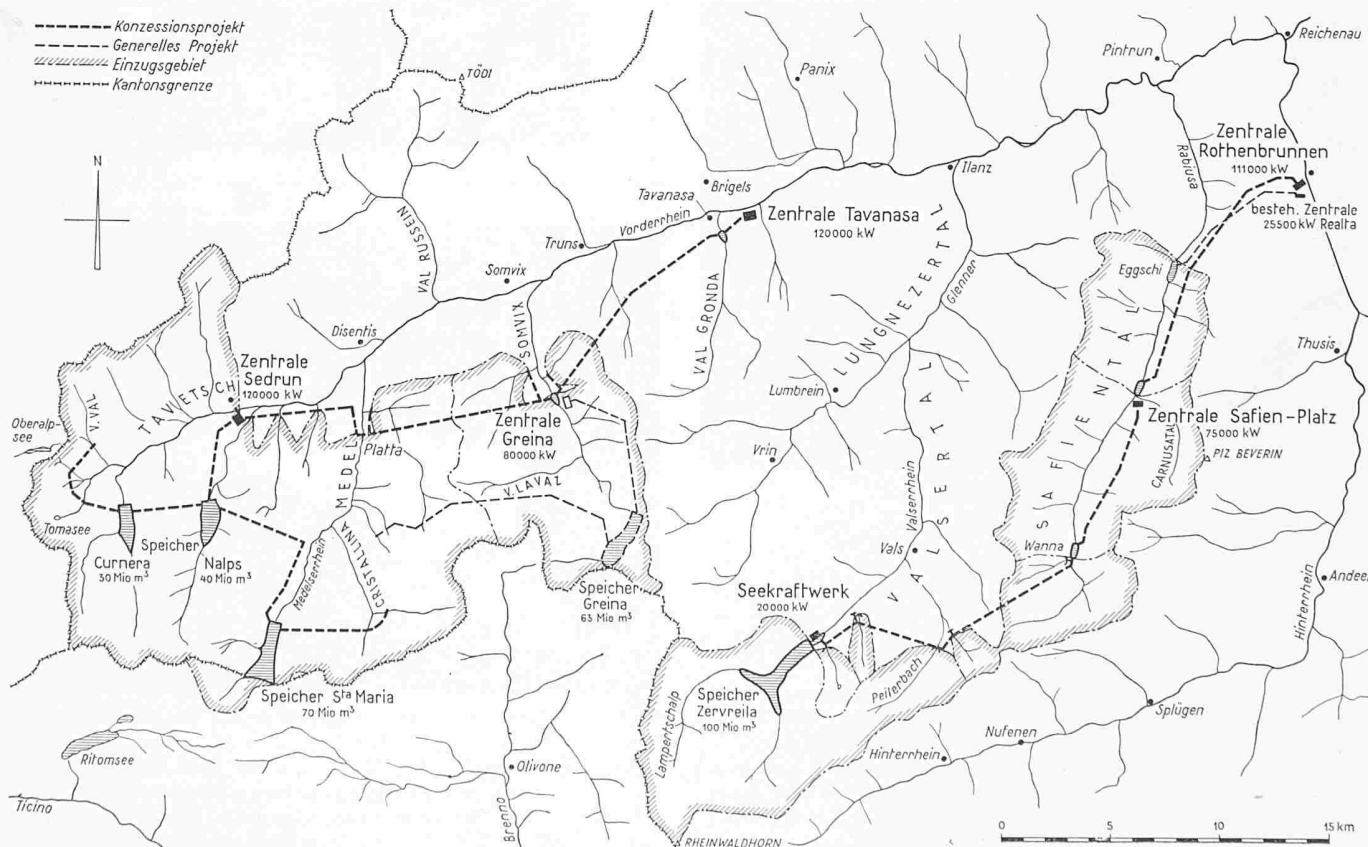 Konzessionsprojekt
Generelles Projekt
Einzugsgebiet
Kantonsgrenze
N
TÖDI
Panix
Pintrun
Reichenau
Zentrale
Rothenbrunnen
111000 kW
besteh. Zentrale
25500 kW Realta
Rabiusa
Ilanz
Brigels
Tavanasa
Vorderrhein
Zentrale Tavanasa
120000 kW
Truns
Somvix
VAL RUSSEIN
Disentis
SOMVIX
VAL GRONDA
LUNGNEZERTAL
Glenner
Eggschi
Thusis
Zentrale
Sedrun
120000 kW
TAVETSCH
V.VAL
Oberalp-
see
Platta
MEDEL
Zentrale
Greina
80000 kW
Lumbrein
Vrin
Zentrale Safien-Platz
75000 kW
CARNUSATAL
PIZ BEVERIN
SAFIENTAL
V.LAVAZ
Tomasee
Curnera
30 Mio m³
Speicher
Nalps
40 Mio m³
Medelserrhein
CRISTALLINA
Speicher
Greina
63 Mio m³
Valserrhein
VALSERTAL
Vals
Wanna
Andeer
Hinterrhein
Seekraftwerk
20000 kW
Speicher Sta Maria
70 Mio m³
Speicher
Zervreila
100 Mio m³
Peilerbach
Lampertschalp
Splügen
Nufenen
Hinterrhein
Ritomsee
Ticino
Olivone
Brenno
RHEINWALDHORN
0 5 10 15 km